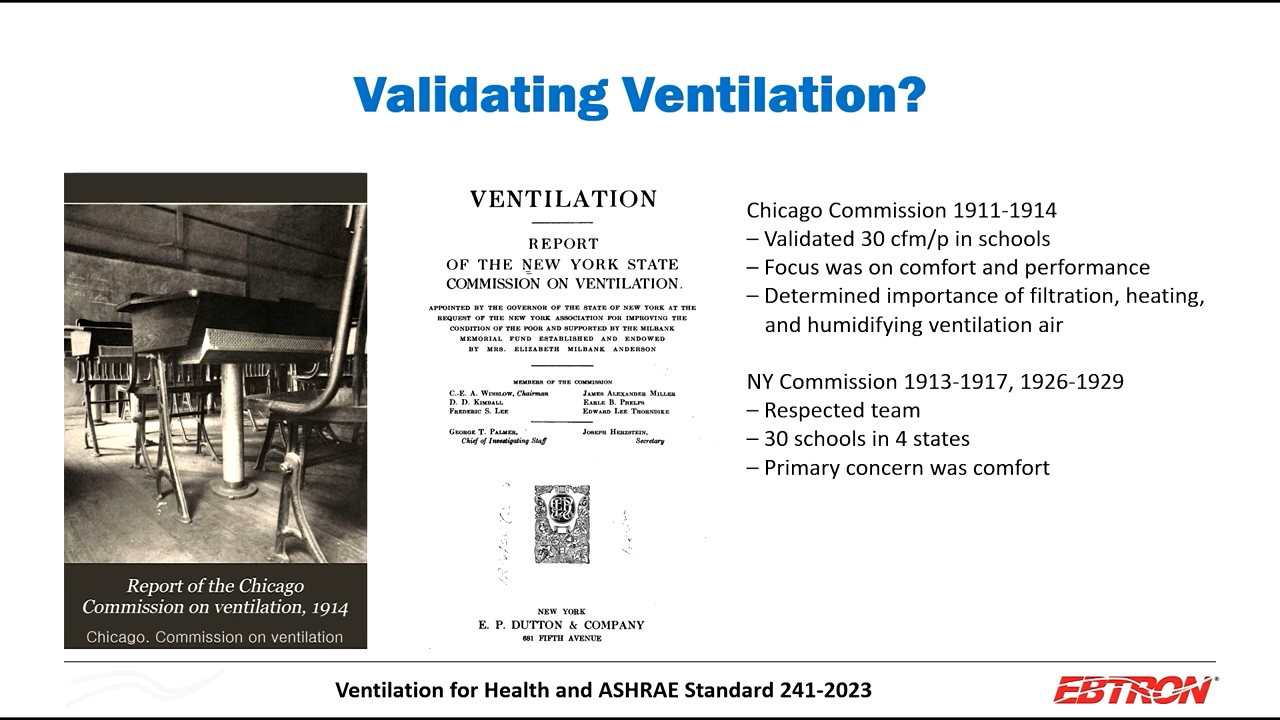 Validating Ventilation?
Report of the Chicago
Commission on ventilation, 1914
Chicago. Commission on ventilation
VENTILATION
REPORT
OF THE NEW YORK STATE
COMMISSION ON VENTILATION.
APPOINTED BY THE GOVERNOR OF THE STATE OF NEW YORK AT THE
REQUEST OF THE NEW YORK ASSOCIATION FOR IMPROVING THE
CONDITION OF THE POOR AND SUPPORTED BY THE MILBANK
MEMORIAL FUND ESTABLISHED AND ENDOWED
BY MRS. ELIZABETH MILBANK ANDERSON
MEMBERS OF THE COMMISSION
C.-E. A. WINSLOW, Chairman
D. D. KIMBALL
FREDERIC S. LEE
JAMES ALEXANDER MILLER
EARLE B. PHELPS
EDWARD LEE THORNDIKE
GEORGE T. PALMER,
Chief of Investigating Staff
JOSEPH HERZSTEIN,
Secretary
NEW YORK
E. P. DUTTON & COMPANY
681 FIFTH AVENUE
Chicago Commission 1911-1914
– Validated 30 cfm/p in schools
– Focus was on comfort and performance
– Determined importance of filtration, heating,
and humidifying ventilation air
NY Commission 1913-1917, 1926-1929
– Respected team
– 30 schools in 4 states
– Primary concern was comfort
Ventilation for Health and ASHRAE Standard 241-2023
EBTRON®